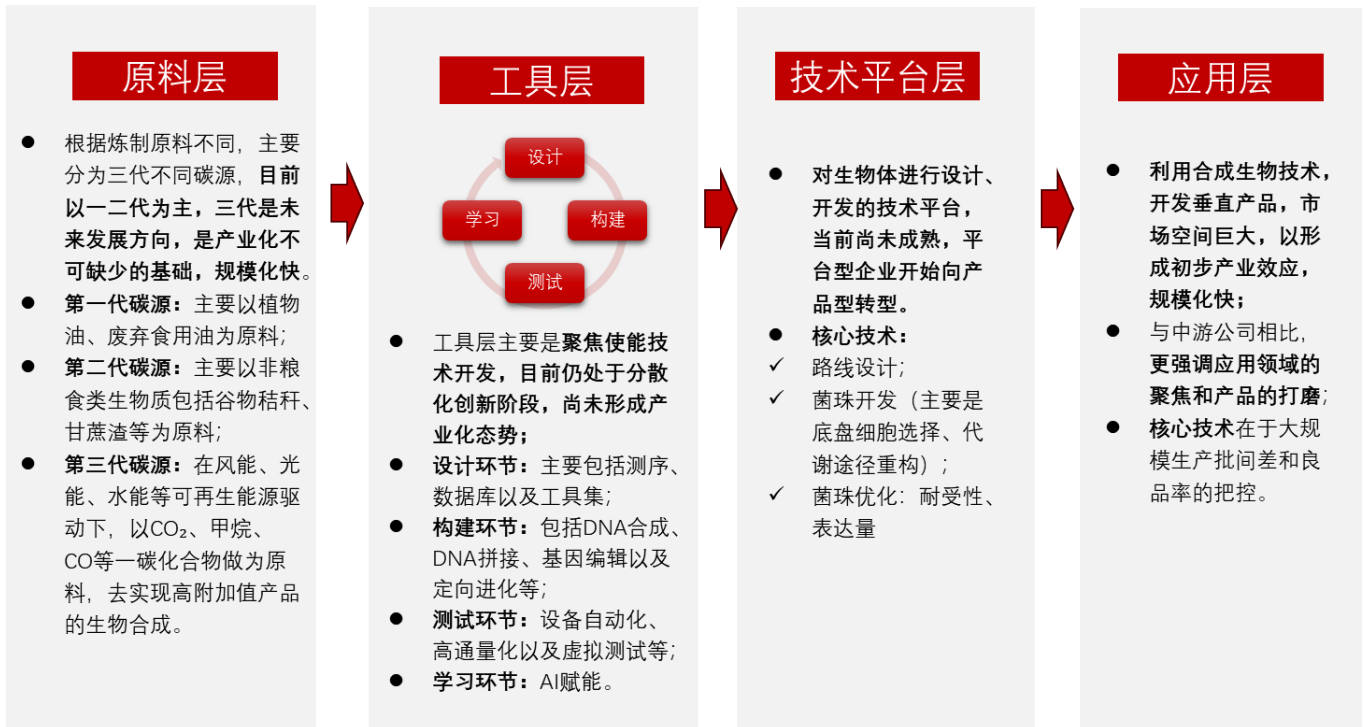 原料层
根据炼制原料不同，主要
分为三代不同碳源，目前
以一二代为主，三代是未
来发展方向，是产业化不
可缺少的基础，规模化快。
第一代碳源：主要以植物
油、废弃食用油为原料；
第二代碳源：主要以非粮
食类生物质包括谷物秸秆、
甘蔗渣等为原料；
第三代碳源：在风能、光
能、水能等可再生能源驱
动下，以CO₂、甲烷、
CO等一碳化合物做为原
料，去实现高附加值产品
的生物合成。
工具层
设计
学习
构建
测试
工具层主要是聚焦使能技
术开发，目前仍处于分散
化创新阶段，尚未形成产
业化态势；
设计环节：主要包括测序、
数据库以及工具集；
构建环节：包括DNA合成、
DNA拼接、基因编辑以及
定向进化等；
测试环节：设备自动化、
高通量化以及虚拟测试等；
学习环节：AI赋能。
技术平台层
对生物体进行设计、
开发的技术平台，
当前尚未成熟，平
台型企业开始向产
品型转型。
核心技术：
✓ 路线设计；
✓ 菌珠开发（主要是
底盘细胞选择、代
谢途径重构）；
✓ 菌珠优化：耐受性、
表达量
应用层
利用合成生物技术，
开发垂直产品，市
场空间巨大，以形
成初步产业效应，
规模化快；
与中游公司相比，
更强调应用领域的
聚焦和产品的打磨；
核心技术在于大规
模生产批间差和良
品率的把控。